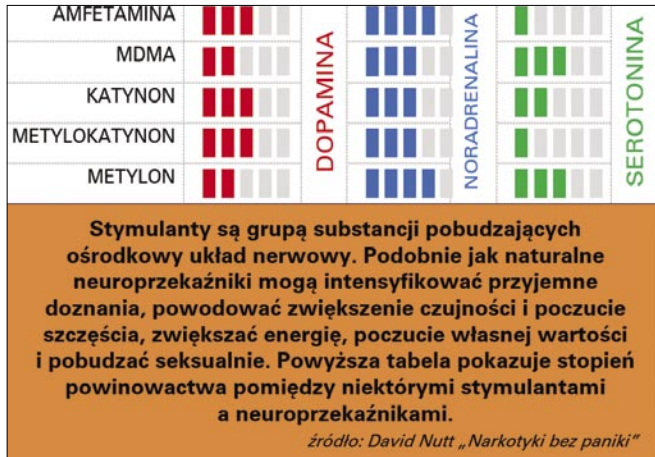 AMFETAMINA
MDMA
KATYNON
METYLOKATYNON
METYLON
DOPAMINA
NORADRENALINA
SEROTONINA
Stymulanty są grupą substancji pobudzających
ośrodkowy układ nerwowy. Podobnie jak naturalne
neuroprzekaźniki mogą intensyfikować przyjemne
doznania, powodować zwiększenie czujności i poczucie
szczęścia, zwiększać energię, poczucie własnej wartości
i pobudzać seksualnie. Powyższa tabela pokazuje stopień
powinowactwa pomiędzy niektórymi stymulantami
a neuroprzekaźnikami.
źródło: David Nutt „Narkotyki bez paniki”